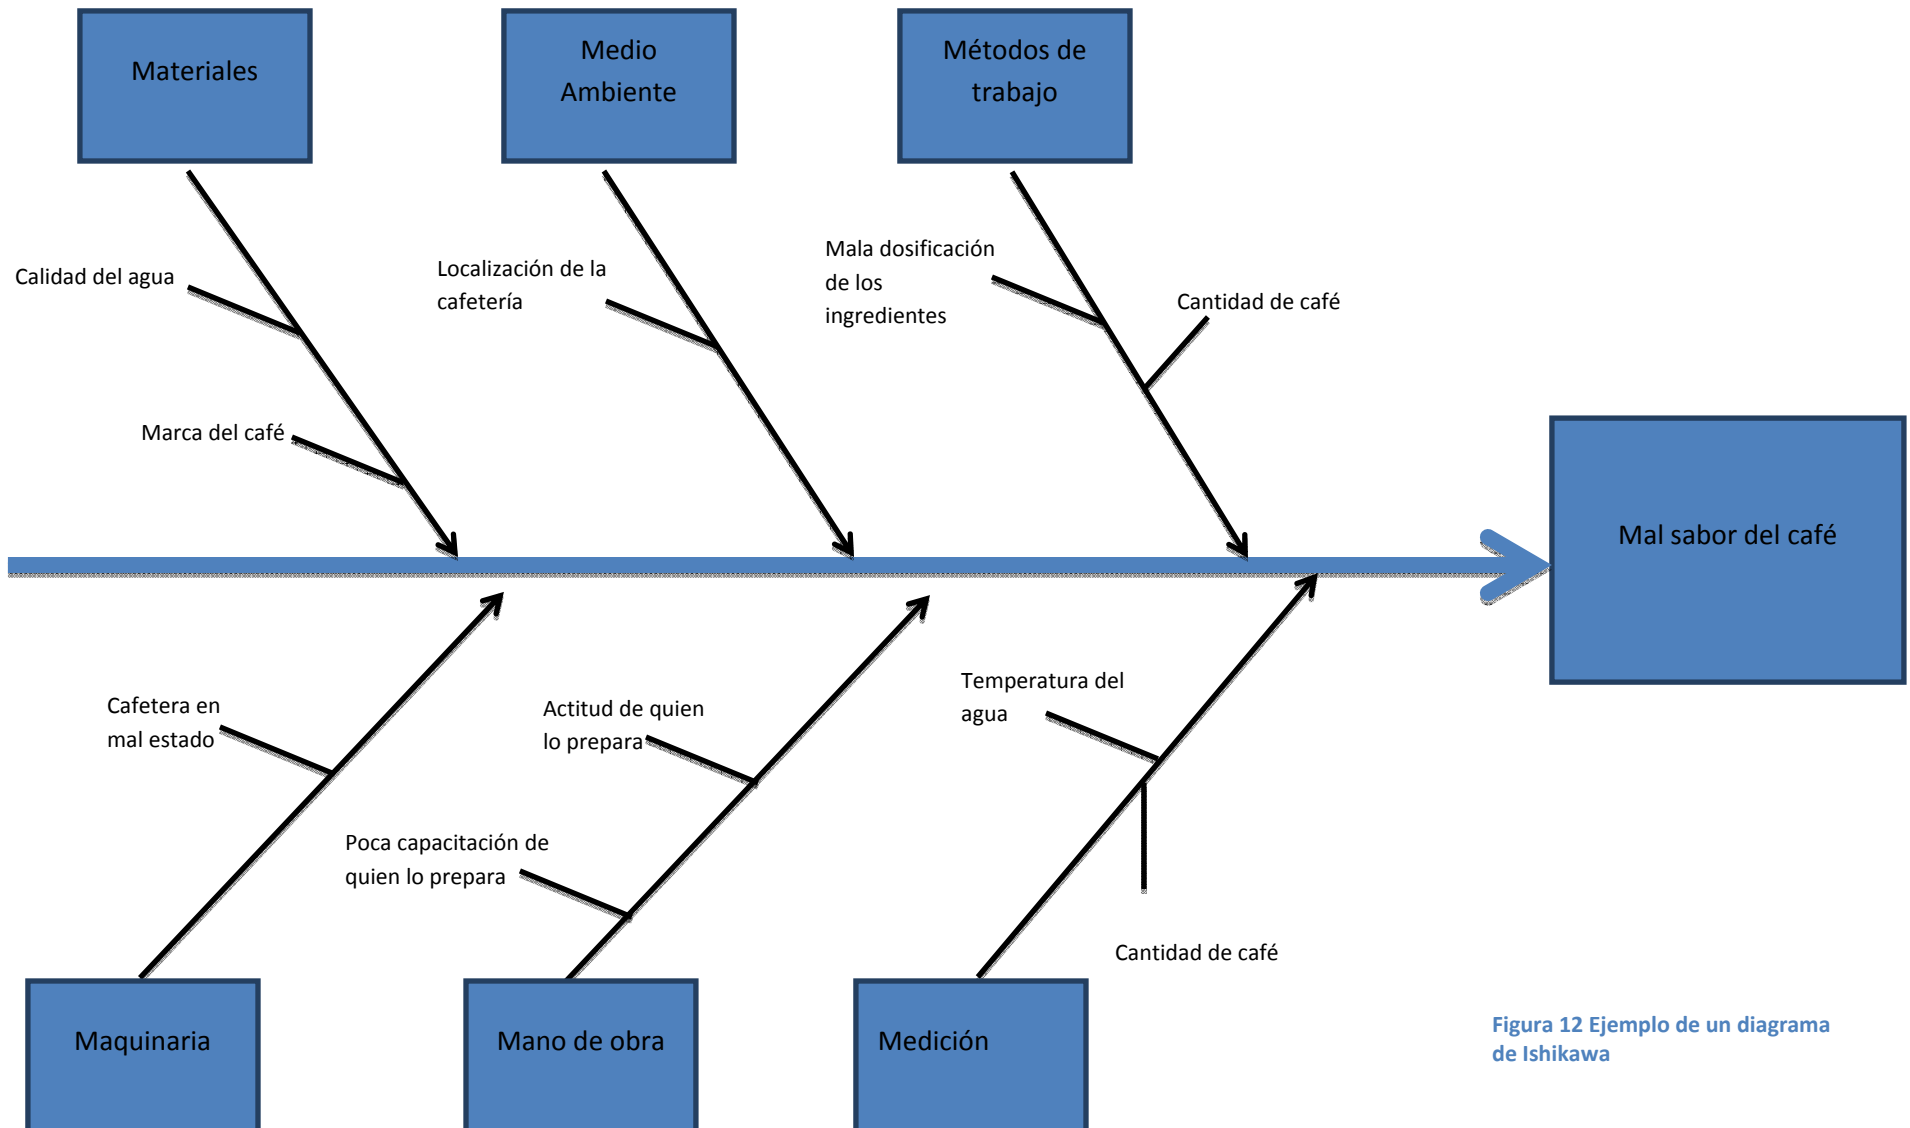 Materiales
Medio
Ambiente
Métodos de
trabajo
Calidad del agua
Localización de la
cafetería
Mala dosificación
de los
ingredientes
Cantidad de café
Marca del café
Mal sabor del café
Cafetera en
mal estado
Actitud de quien
lo prepara
Temperatura del
agua
Poca capacitación de
quien lo prepara
Cantidad de café
Maquinaria
Mano de obra
Medición
Figura 12 Ejemplo de un diagrama
de Ishikawa